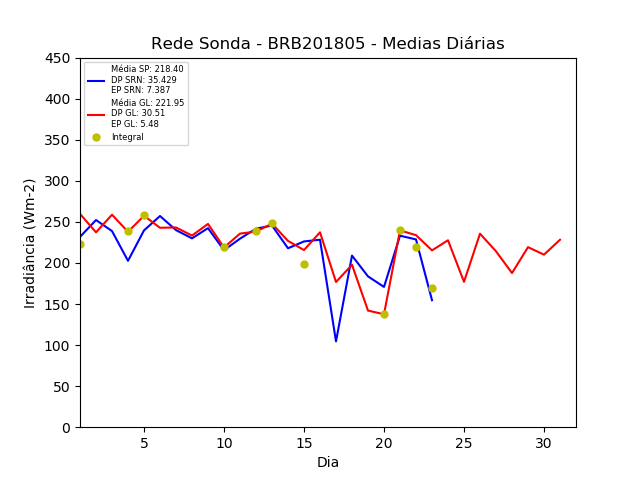 Rede Sonda - BRB201805 - Medias Diárias
450
400
350
300
250
200
150
100
50
0
Irradiância (Wm-2)
Média SP: 218.40
DP SRN: 35.429
EP SRN: 7.387
Média GL: 221.95
DP GL: 30.51
EP GL: 5.48
Integral
5
10
15
20
25
30
Dia